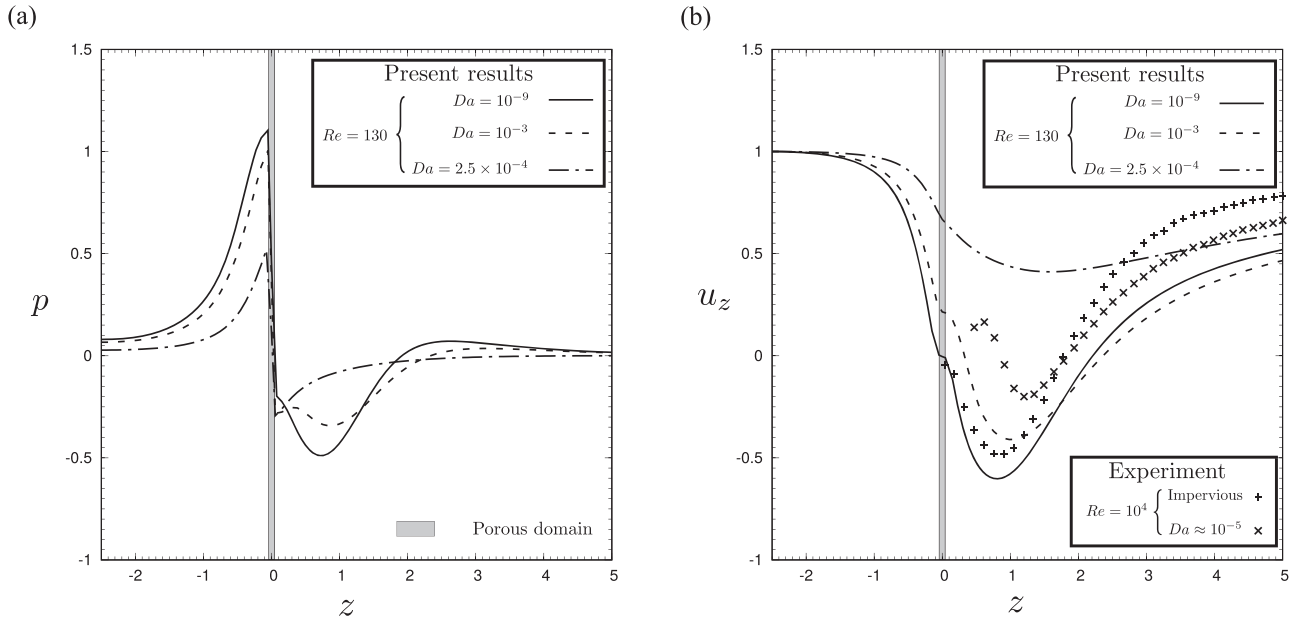 (a)
1.5
1
0.5
0
-0.5
-1
-2
-1
0
1
2
3
4
5
p
z
Present results
Re = 130
Da = 10⁻⁹
Da = 10⁻³
Da = 2.5 × 10⁻⁴
Porous domain
(b)
1.5
1
0.5
0
-0.5
-1
-2
-1
0
1
2
3
4
5
u_z
z
Present results
Re = 130
Da = 10⁻⁹
Da = 10⁻³
Da = 2.5 × 10⁻⁴
Experiment
Re = 10⁴
Impervious
Da ≈ 10⁻⁵